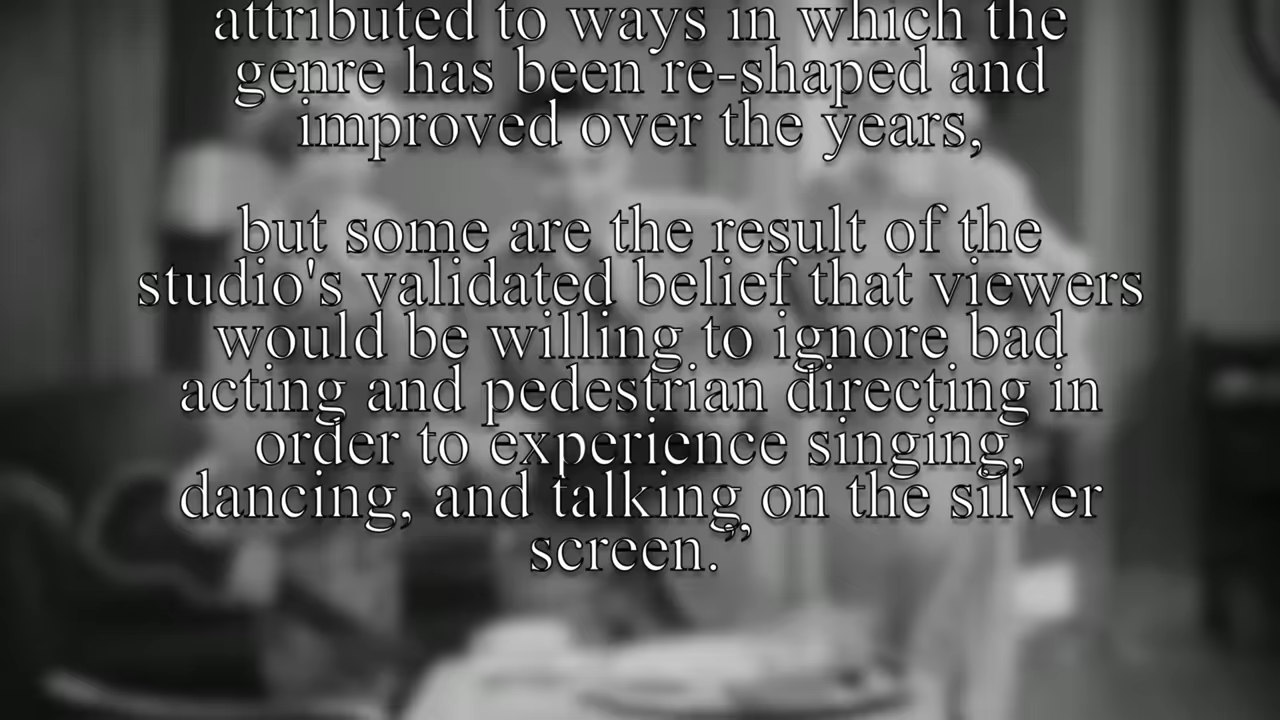 attributed to ways in which the
genre has been re-shaped and
improved over the years,
but some are the result of the
studio's validated belief that viewers
would be willing to ignore bad
acting and pedestrian directing in
order to experience singing,
dancing, and talking on the silver
screen.”